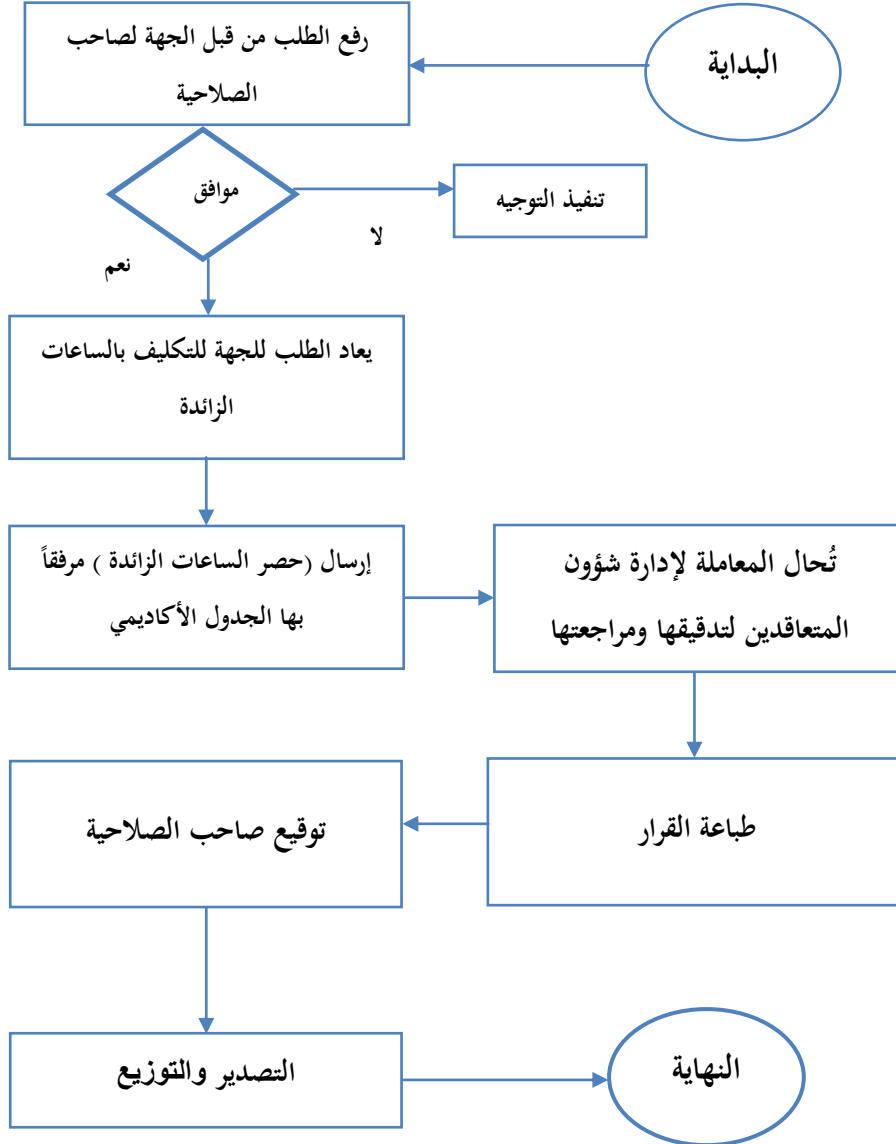 البداية
رفع الطلب من قبل الجهة لصاحب
الصلاحية
موافق
تنفيذ التوجيه
لا
نعم
يعاد الطلب للجهة للتكليف بالساعات
الزائدة
إرسال (حصر الساعات الزائدة ) مرفقاً
بها الجدول الأكاديمي
تُحال المعاملة لإدارة شؤون
المتعاقدين لتدقيقها ومراجعتها
طباعة القرار
توقيع صاحب الصلاحية
التصدير والتوزيع
النهاية